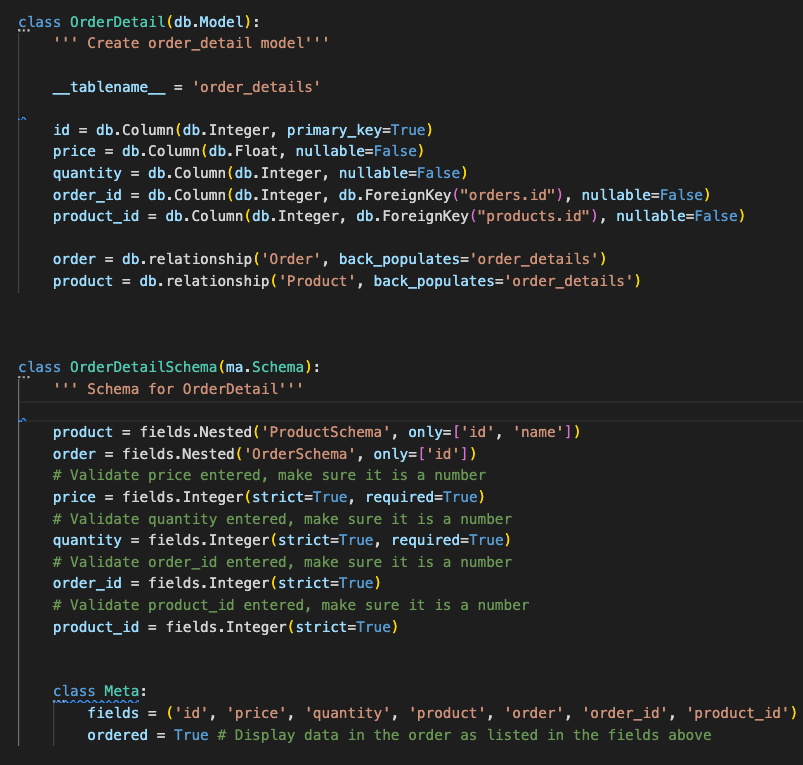 class OrderDetail(db.Model):
    ''' Create order_detail model'''
    __tablename__ = 'order_details'
    id = db.Column(db.Integer, primary_key=True)
    price = db.Column(db.Float, nullable=False)
    quantity = db.Column(db.Integer, nullable=False)
    order_id = db.Column(db.Integer, db.ForeignKey("orders.id"), nullable=False)
    product_id = db.Column(db.Integer, db.ForeignKey("products.id"), nullable=False)
    order = db.relationship('Order', back_populates='order_details')
    product = db.relationship('Product', back_populates='order_details')
class OrderDetailSchema(ma.Schema):
    ''' Schema for OrderDetail'''
    product = fields.Nested('ProductSchema', only=['id', 'name'])
    order = fields.Nested('OrderSchema', only=['id'])
    # Validate price entered, make sure it is a number
    price = fields.Integer(strict=True, required=True)
    # Validate quantity entered, make sure it is a number
    quantity = fields.Integer(strict=True, required=True)
    # Validate order_id entered, make sure it is a number
    order_id = fields.Integer(strict=True)
    # Validate product_id entered, make sure it is a number
    product_id = fields.Integer(strict=True)
    class Meta:
        fields = ('id', 'price', 'quantity', 'product', 'order', 'order_id', 'product_id')
        ordered = True # Display data in the order as listed in the fields above